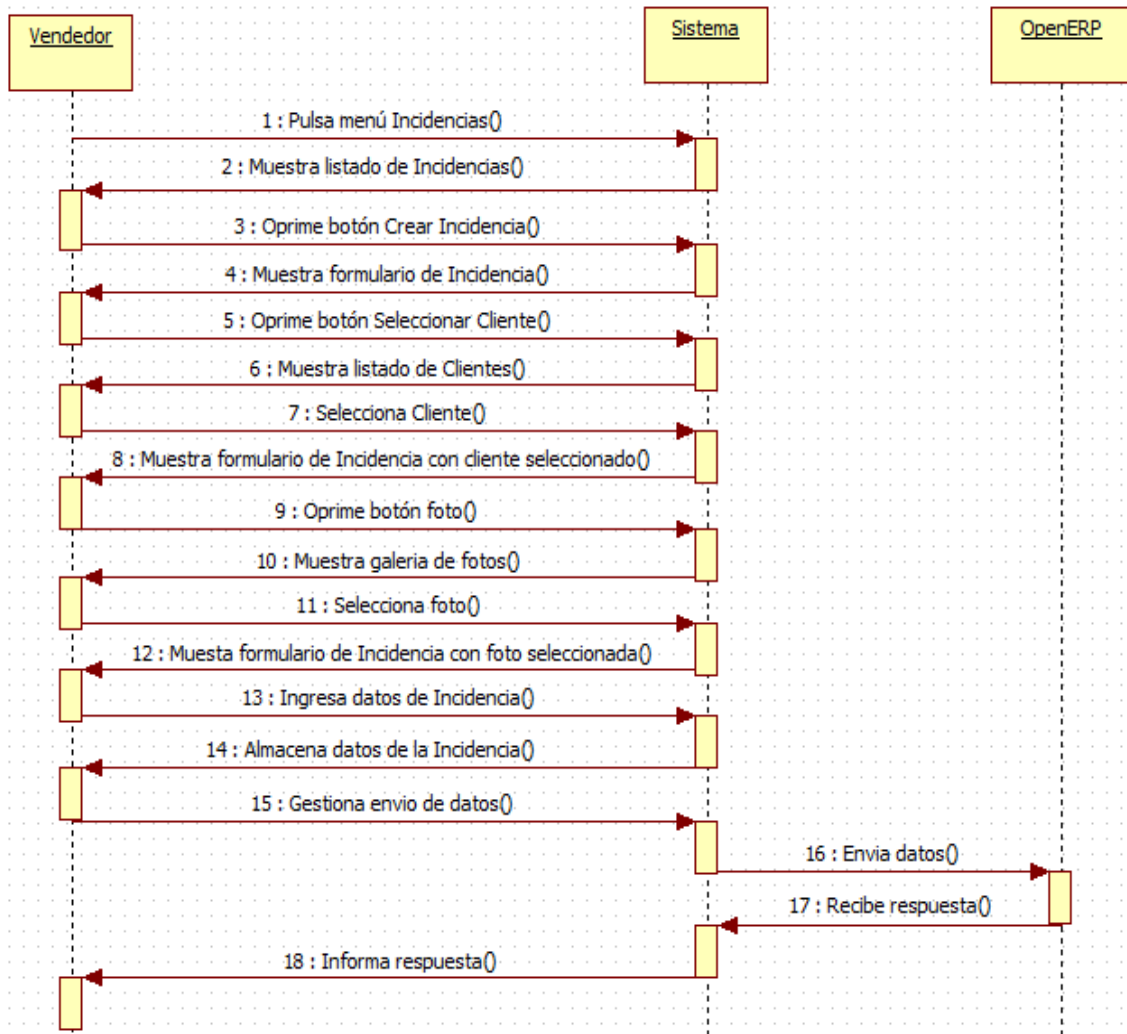 Vendedor
Sistema
OpenERP
1 : Pulsa menú Incidencias()
2 : Muestra listado de Incidencias()
3 : Oprime botón Crear Incidencia()
4 : Muestra formulario de Incidencia()
5 : Oprime botón Seleccionar Cliente()
6 : Muestra listado de Clientes()
7 : Selecciona Cliente()
8 : Muestra formulario de Incidencia con cliente seleccionado()
9 : Oprime botón foto()
10 : Muestra galeria de fotos()
11 : Selecciona foto()
12 : Muesta formulario de Incidencia con foto seleccionada()
13 : Ingresa datos de Incidencia()
14 : Almacena datos de la Incidencia()
15 : Gestiona envio de datos()
16 : Envia datos()
17 : Recibe respuesta()
18 : Informa respuesta()